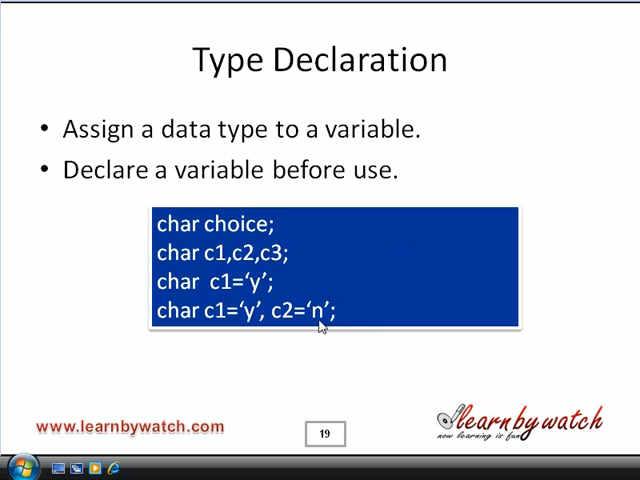 Type Declaration
• Assign a data type to a variable.
• Declare a variable before use.
char choice;
char c1,c2,c3;
char  c1=‘y’;
char c1=‘y’, c2=‘n’;
www.learnbywatch.com
19
learnbywatch
now learning is fun